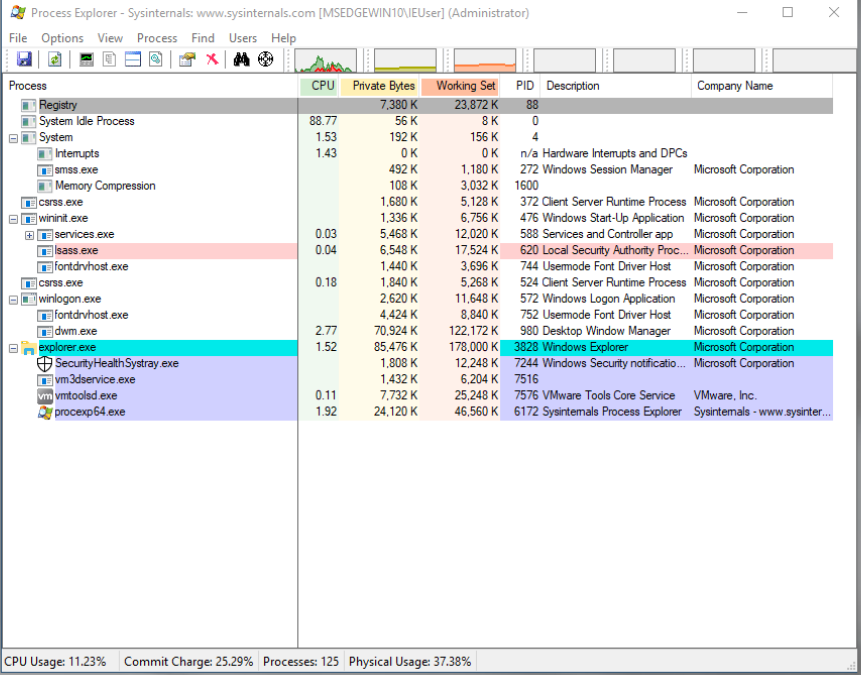 Process Explorer - Sysinternals: www.sysinternals.com [MSEDGEWIN10\IEUser] (Administrator)
File Options View Process Find Users Help
Process CPU Private Bytes Working Set PID Description Company Name
Registry 7,380 K 23,872 K 88
System Idle Process 88.77 56 K 8 K 0
System 1.53 192 K 156 K 4
Interrupts 1.43 0 K 0 K n/a Hardware Interrupts and DPCs
smss.exe 492 K 1,180 K 272 Windows Session Manager Microsoft Corporation
Memory Compression 108 K 3,032 K 1600
csrss.exe 1,680 K 5,128 K 372 Client Server Runtime Process Microsoft Corporation
wininit.exe 1,336 K 6,756 K 476 Windows Start-Up Application Microsoft Corporation
services.exe 0.03 5,468 K 12,020 K 588 Services and Controller app Microsoft Corporation
lsass.exe 0.04 6,548 K 17,524 K 620 Local Security Authority Proc... Microsoft Corporation
fontdrvhost.exe 1,440 K 3,696 K 744 Usermode Font Driver Host Microsoft Corporation
csrss.exe 0.18 1,840 K 5,268 K 524 Client Server Runtime Process Microsoft Corporation
winlogon.exe 2,620 K 11,648 K 572 Windows Logon Application Microsoft Corporation
fontdrvhost.exe 4,424 K 8,840 K 752 Usermode Font Driver Host Microsoft Corporation
dwm.exe 2.77 70,924 K 122,172 K 980 Desktop Window Manager Microsoft Corporation
explorer.exe 1.52 85,476 K 178,000 K 3828 Windows Explorer Microsoft Corporation
SecurityHealthSystray.exe 1,808 K 12,248 K 7244 Windows Security notificatio... Microsoft Corporation
vm3dservice.exe 1,432 K 6,204 K 7516
vm vmtoolsd.exe 0.11 7,732 K 25,248 K 7576 VMware Tools Core Service VMware, Inc.
procexp64.exe 1.92 24,120 K 46,560 K 6172 Sysinternals Process Explorer Sysinternals - www.sysinter...
CPU Usage: 11.23% Commit Charge: 25.29% Processes: 125 Physical Usage: 37.38%